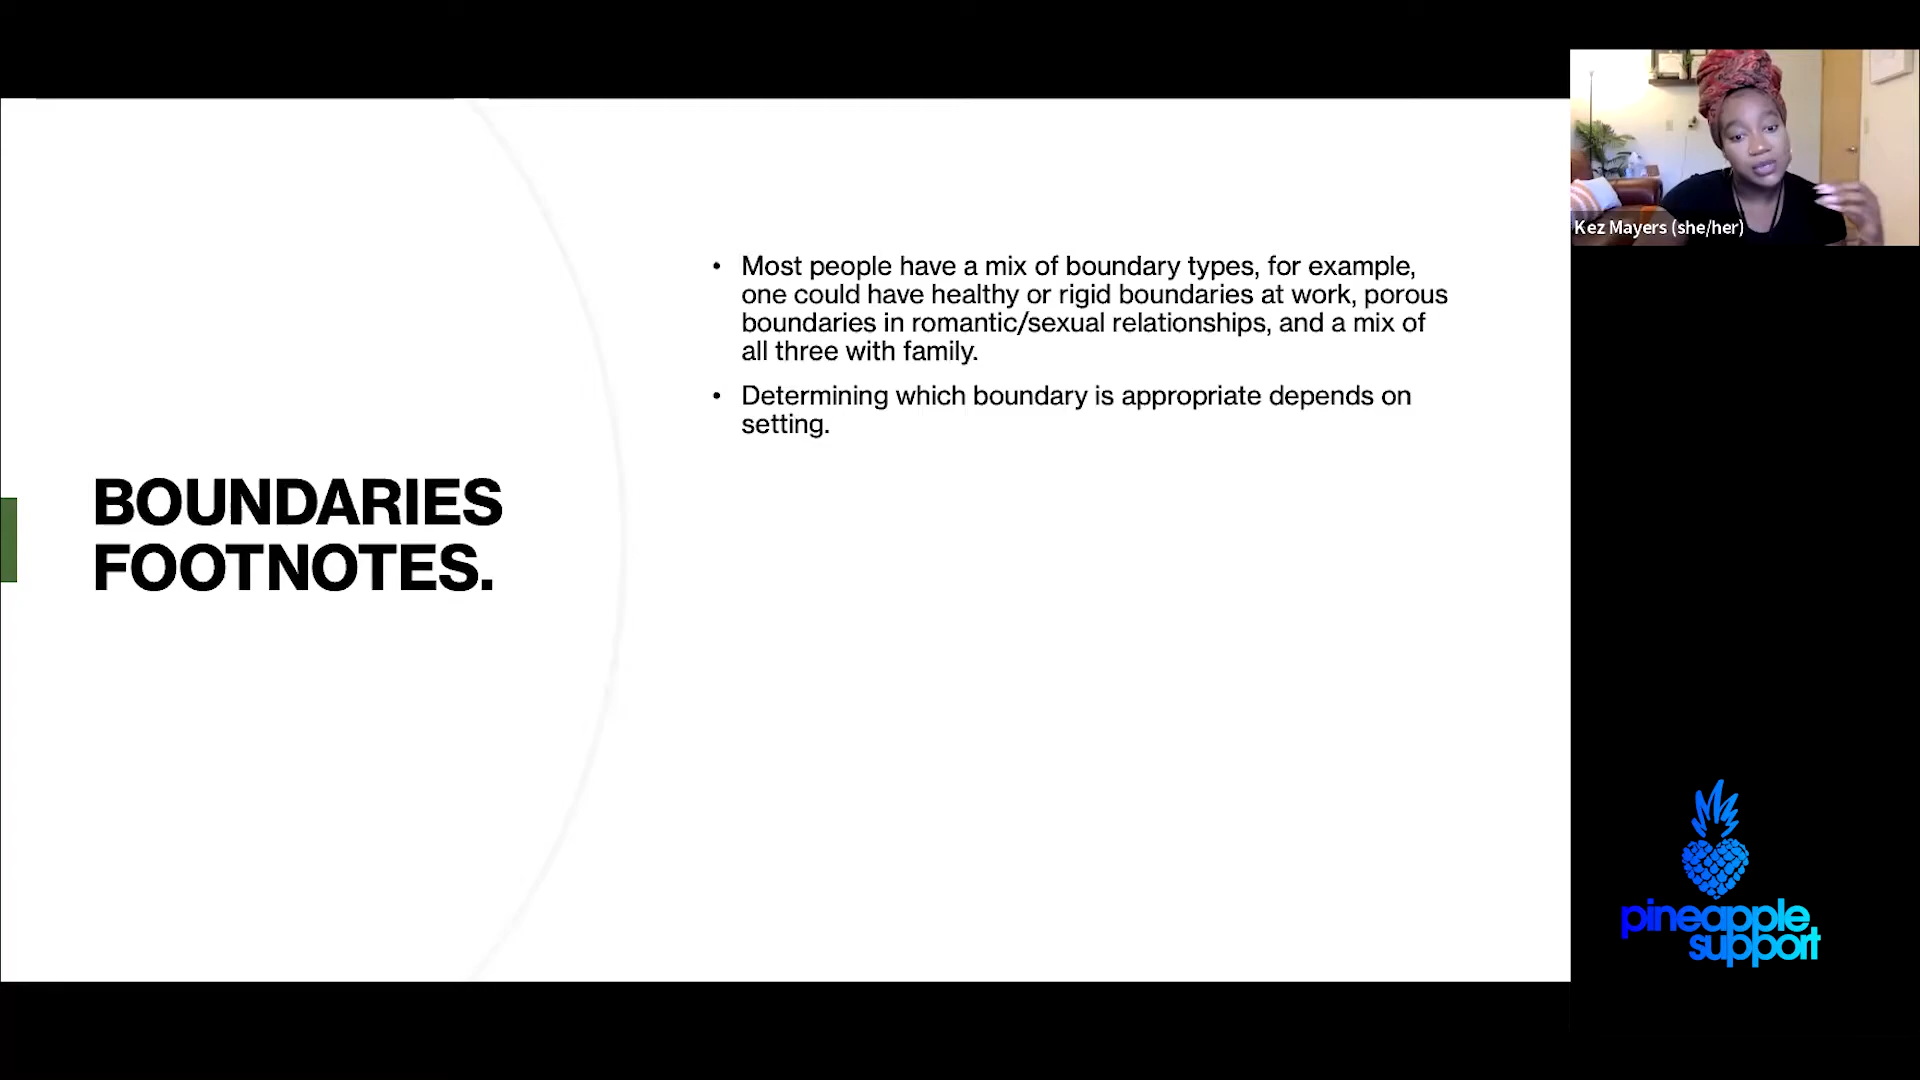 BOUNDARIES
FOOTNOTES.
• Most people have a mix of boundary types, for example,
one could have healthy or rigid boundaries at work, porous
boundaries in romantic/sexual relationships, and a mix of
all three with family.
• Determining which boundary is appropriate depends on
setting.
Kez Mayers (she/her)
pineapple
support